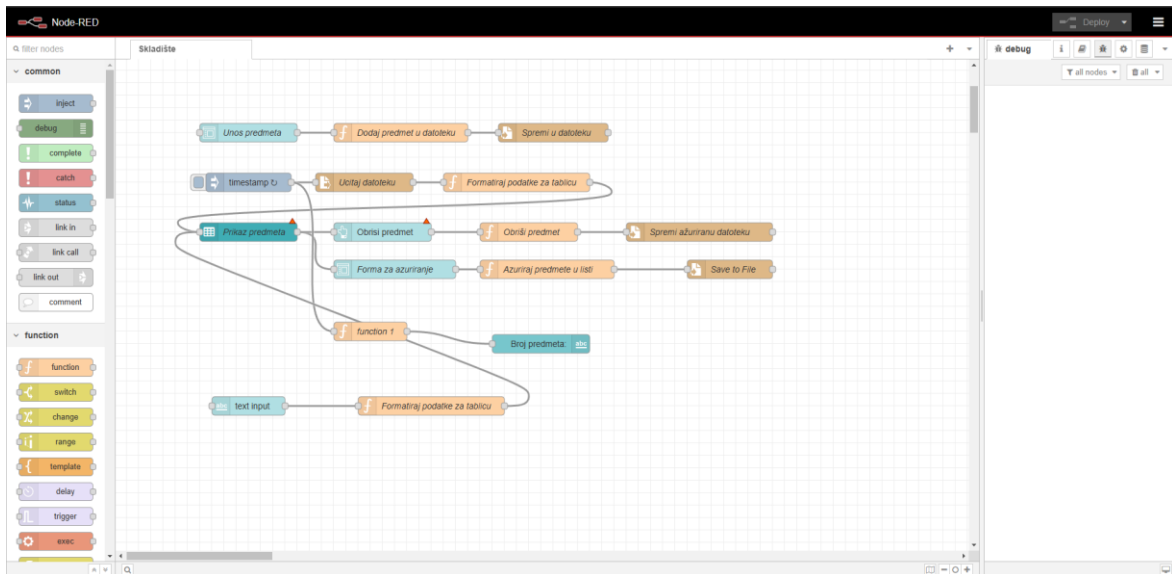 Node-RED
Deploy
filter nodes
Skladište
debug
all nodes
all
common
inject
debug
complete
catch
status
link in
link call
link out
comment
function
function
switch
change
range
template
delay
trigger
exec
Unos predmeta
Dodaj predmet u datoteku
Spremi u datoteku
timestamp ↻
Ucitaj datoteku
Formatiraj podatke za tablicu
Prikaz predmeta
Obrisi predmet
Obriši predmet
Spremi ažuriranu datoteku
Forma za azuriranje
Azuriraj predmete u listi
Save to File
function 1
Broj predmeta:
abc
abc
text input
Formatiraj podatke za tablicu